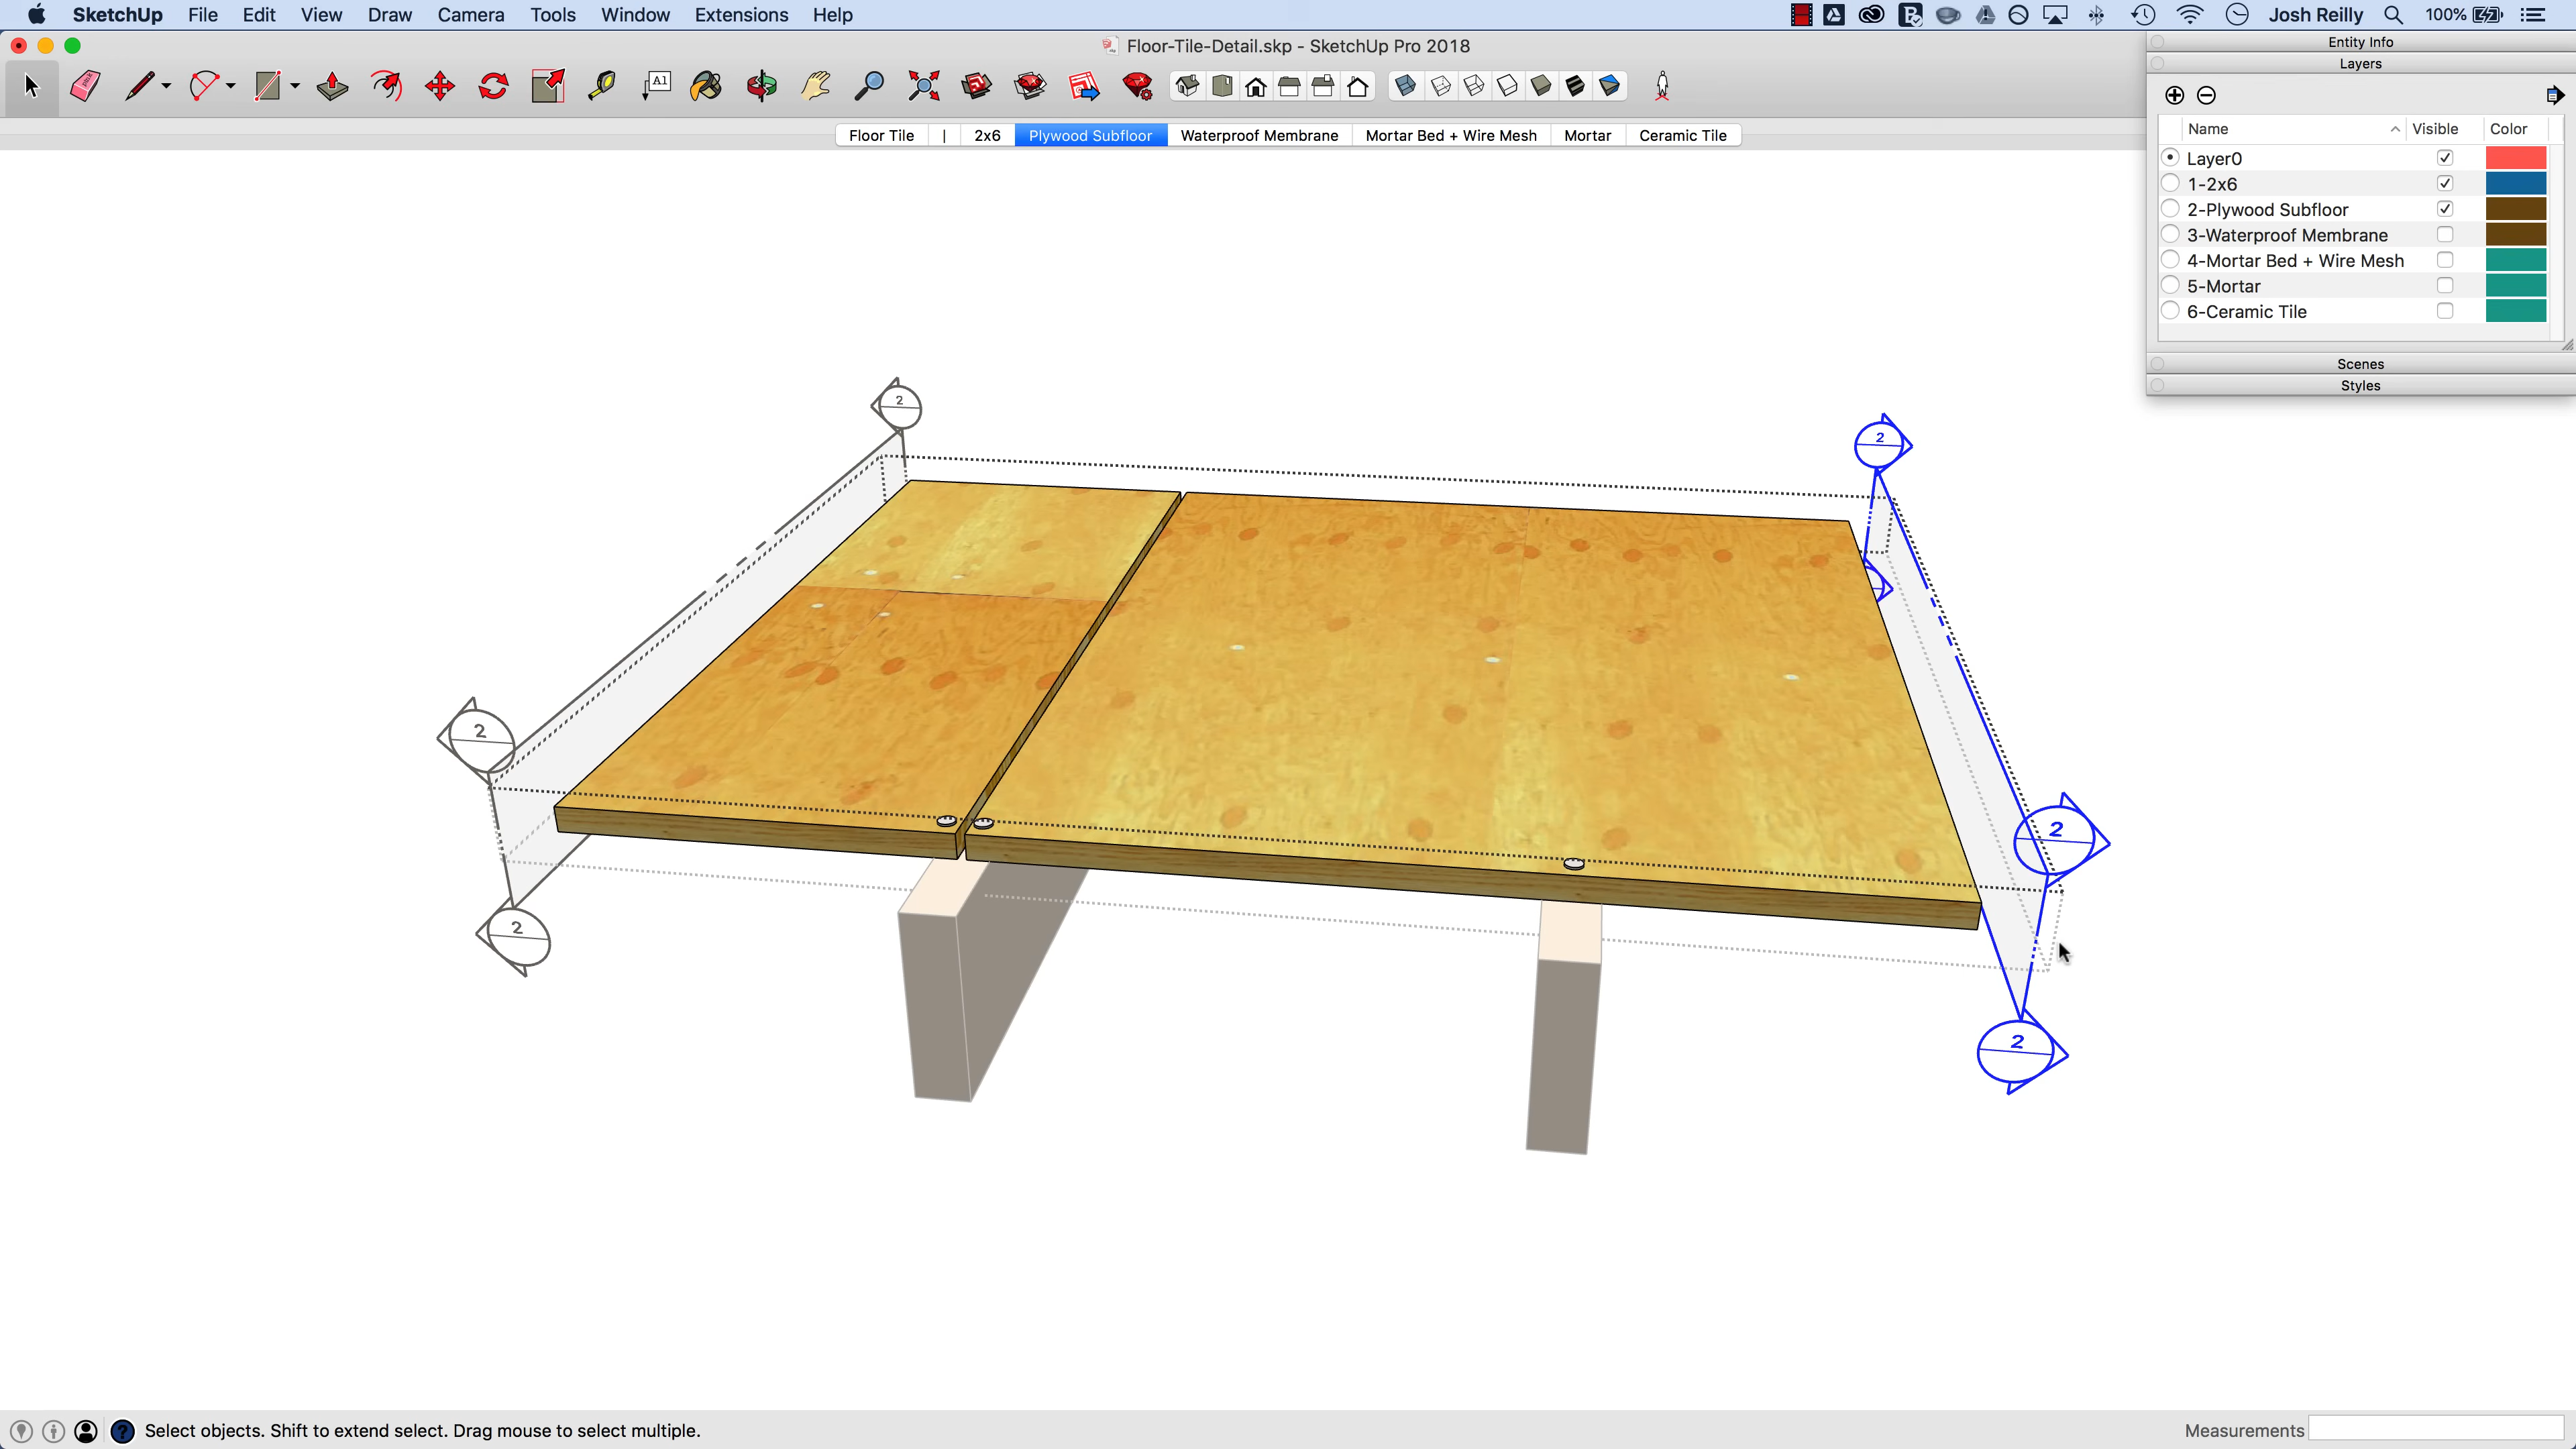 SketchUp File Edit View Draw Camera Tools Window Extensions Help Josh Reilly 100%
Floor-Tile-Detail.skp - SketchUp Pro 2018
A1
Floor Tile | 2x6 Plywood Subfloor Waterproof Membrane Mortar Bed + Wire Mesh Mortar Ceramic Tile
Entity Info
Layers
Name Visible Color
Layer0
1-2x6
2-Plywood Subfloor
3-Waterproof Membrane
4-Mortar Bed + Wire Mesh
5-Mortar
6-Ceramic Tile
Scenes
Styles
2
2
2
2
2
2
Select objects. Shift to extend select. Drag mouse to select multiple.
Measurements